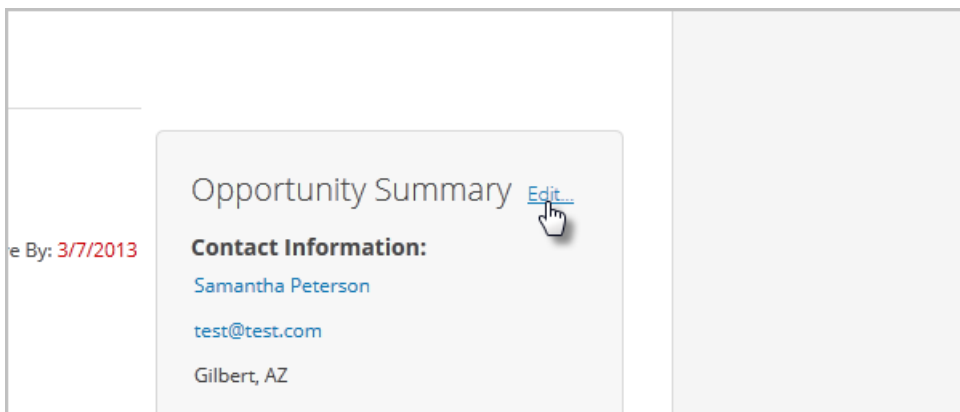 Opportunity Summary Edit...
e By: 3/7/2013
Contact Information:
Samantha Peterson
test@test.com
Gilbert, AZ